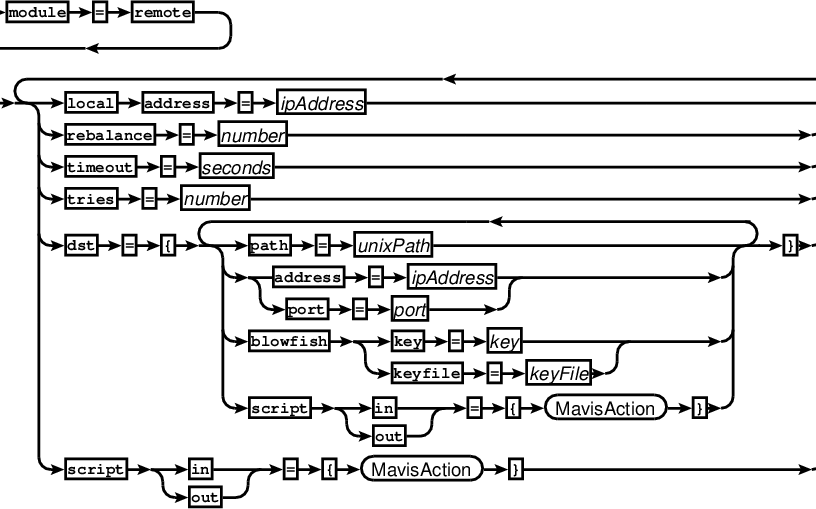 module = remote
local address = ipAddress
rebalance = number
timeout = seconds
tries = number
dst = { path = unixPath }
address = ipAddress
port = port
blowfish key = key
keyfile = keyFile
script in = { MavisAction }
out
script in = { MavisAction }
out